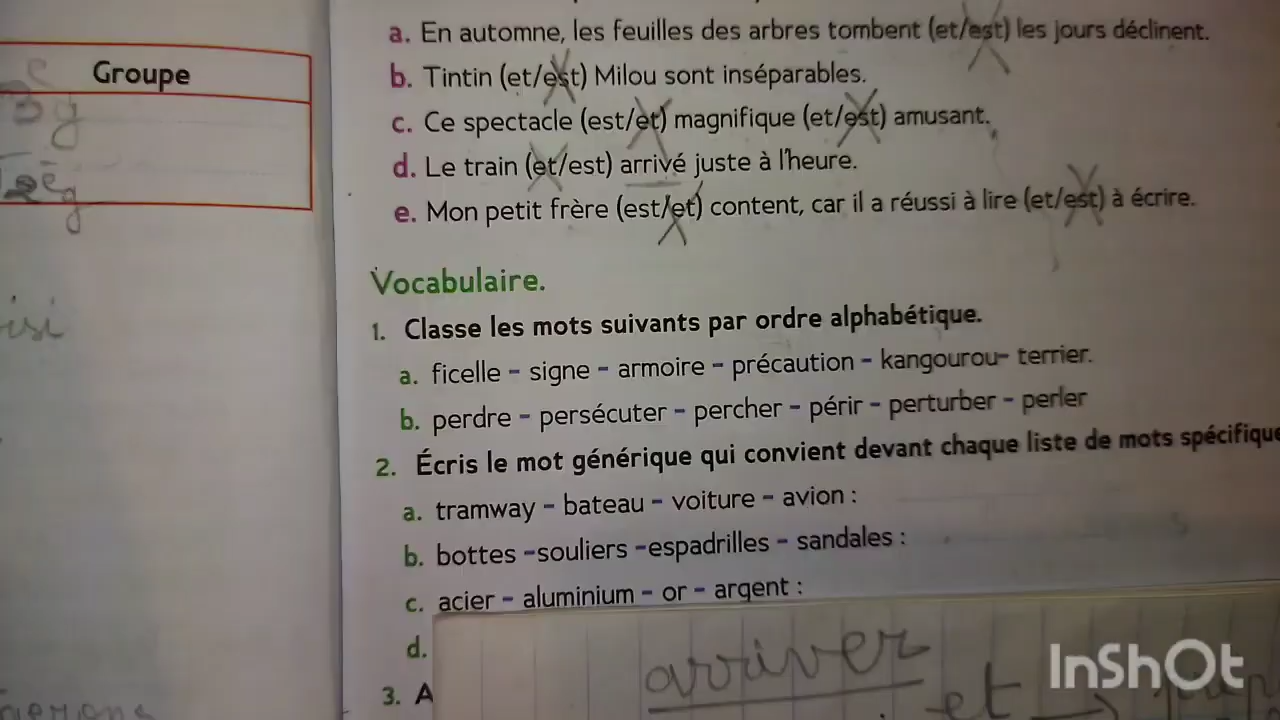 a. En automne, les feuilles des arbres tombent (et/est) les jours déclinent.
Groupe
b. Tintin (et/est) Milou sont inséparables.
c. Ce spectacle (est/et) magnifique (et/est) amusant.
d. Le train (et/est) arrivé juste à l'heure.
e. Mon petit frère (est/et) content, car il a réussi à lire (et/est) à écrire.
Vocabulaire.
1. Classe les mots suivants par ordre alphabétique.
a. ficelle - signe - armoire - précaution - kangourou- terrier.
b. perdre - persécuter - percher - périr - perturber - perler
2. Écris le mot générique qui convient devant chaque liste de mots spécifique
a. tramway - bateau - voiture - avion :
b. bottes -souliers -espadrilles - sandales :
c. acier - aluminium - or - argent :
d.
arriver
3. A
et →
InShOt